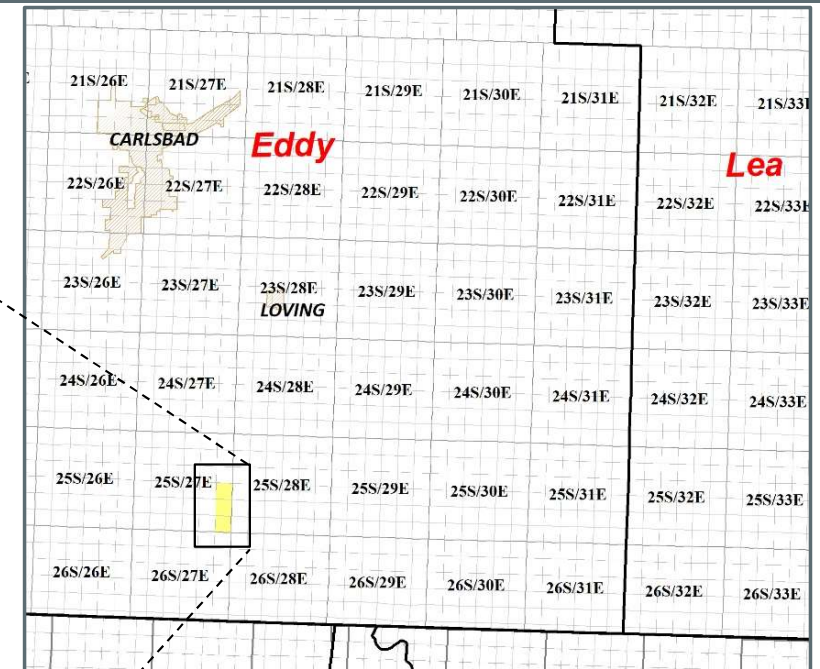 21S/26E 21S/27E 21S/28E 21S/29E 21S/30E 21S/31E 21S/32E 21S/33E
CARLSBAD
Eddy
Lea
22S/26E 22S/27E 22S/28E 22S/29E 22S/30E 22S/31E 22S/32E 22S/33E
23S/26E 23S/27E 23S/28E 23S/29E 23S/30E 23S/31E 23S/32E 23S/33E
LOVING
24S/26E 24S/27E 24S/28E 24S/29E 24S/30E 24S/31E 24S/32E 24S/33E
25S/26E 25S/27E 25S/28E 25S/29E 25S/30E 25S/31E 25S/32E 25S/33E
26S/26E 26S/27E 26S/28E 26S/29E 26S/30E 26S/31E 26S/32E 26S/33E